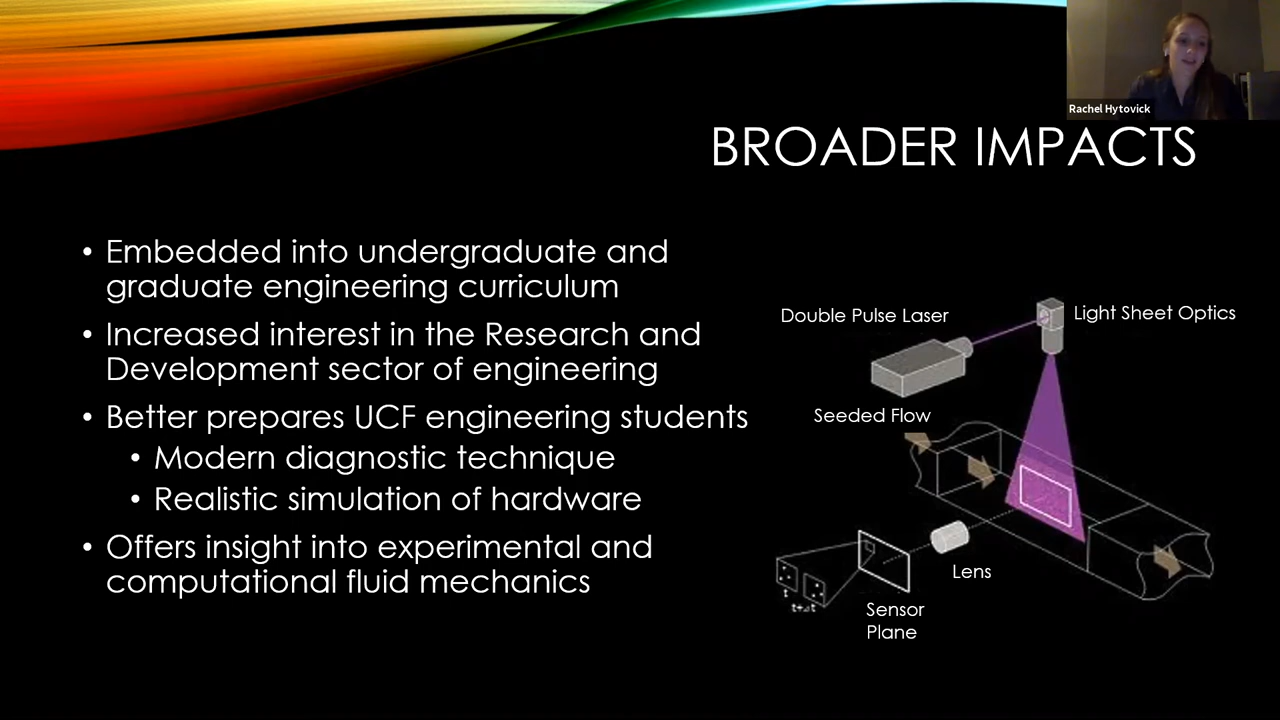 Rachel Hytovick
BROADER IMPACTS
• Embedded into undergraduate and
graduate engineering curriculum
• Increased interest in the Research and
Development sector of engineering
• Better prepares UCF engineering students
• Modern diagnostic technique
• Realistic simulation of hardware
• Offers insight into experimental and
computational fluid mechanics
Double Pulse Laser
Light Sheet Optics
Seeded Flow
Lens
Sensor
Plane
t